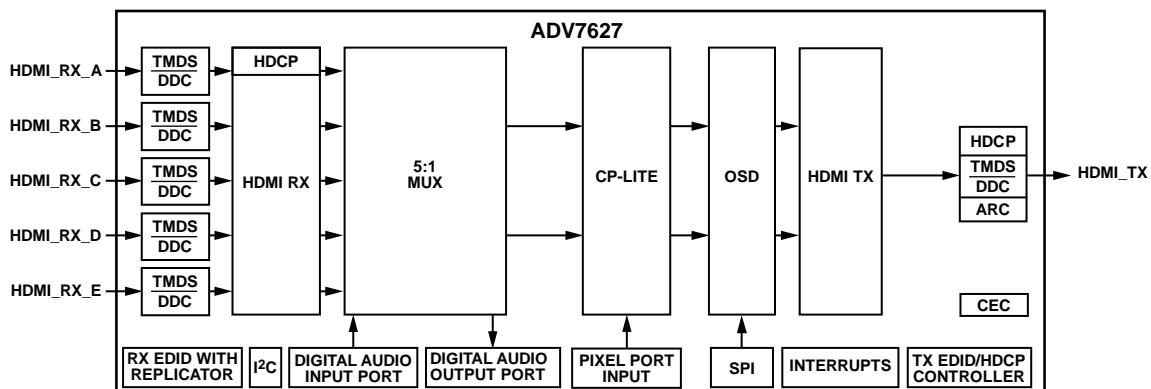 ADV7627
HDMI_RX_A
TMDS
DDC
HDMI_RX_B
TMDS
DDC
HDMI_RX_C
TMDS
DDC
HDMI_RX_D
TMDS
DDC
HDMI_RX_E
TMDS
DDC
HDCP
HDMI RX
5:1
MUX
CP-LITE
OSD
HDMI TX
HDCP
TMDS
DDC
ARC
HDMI_TX
CEC
RX EDID WITH
REPLICATOR
I²C
DIGITAL AUDIO
INPUT PORT
DIGITAL AUDIO
OUTPUT PORT
PIXEL PORT
INPUT
SPI
INTERRUPTS
TX EDID/HDCP
CONTROLLER